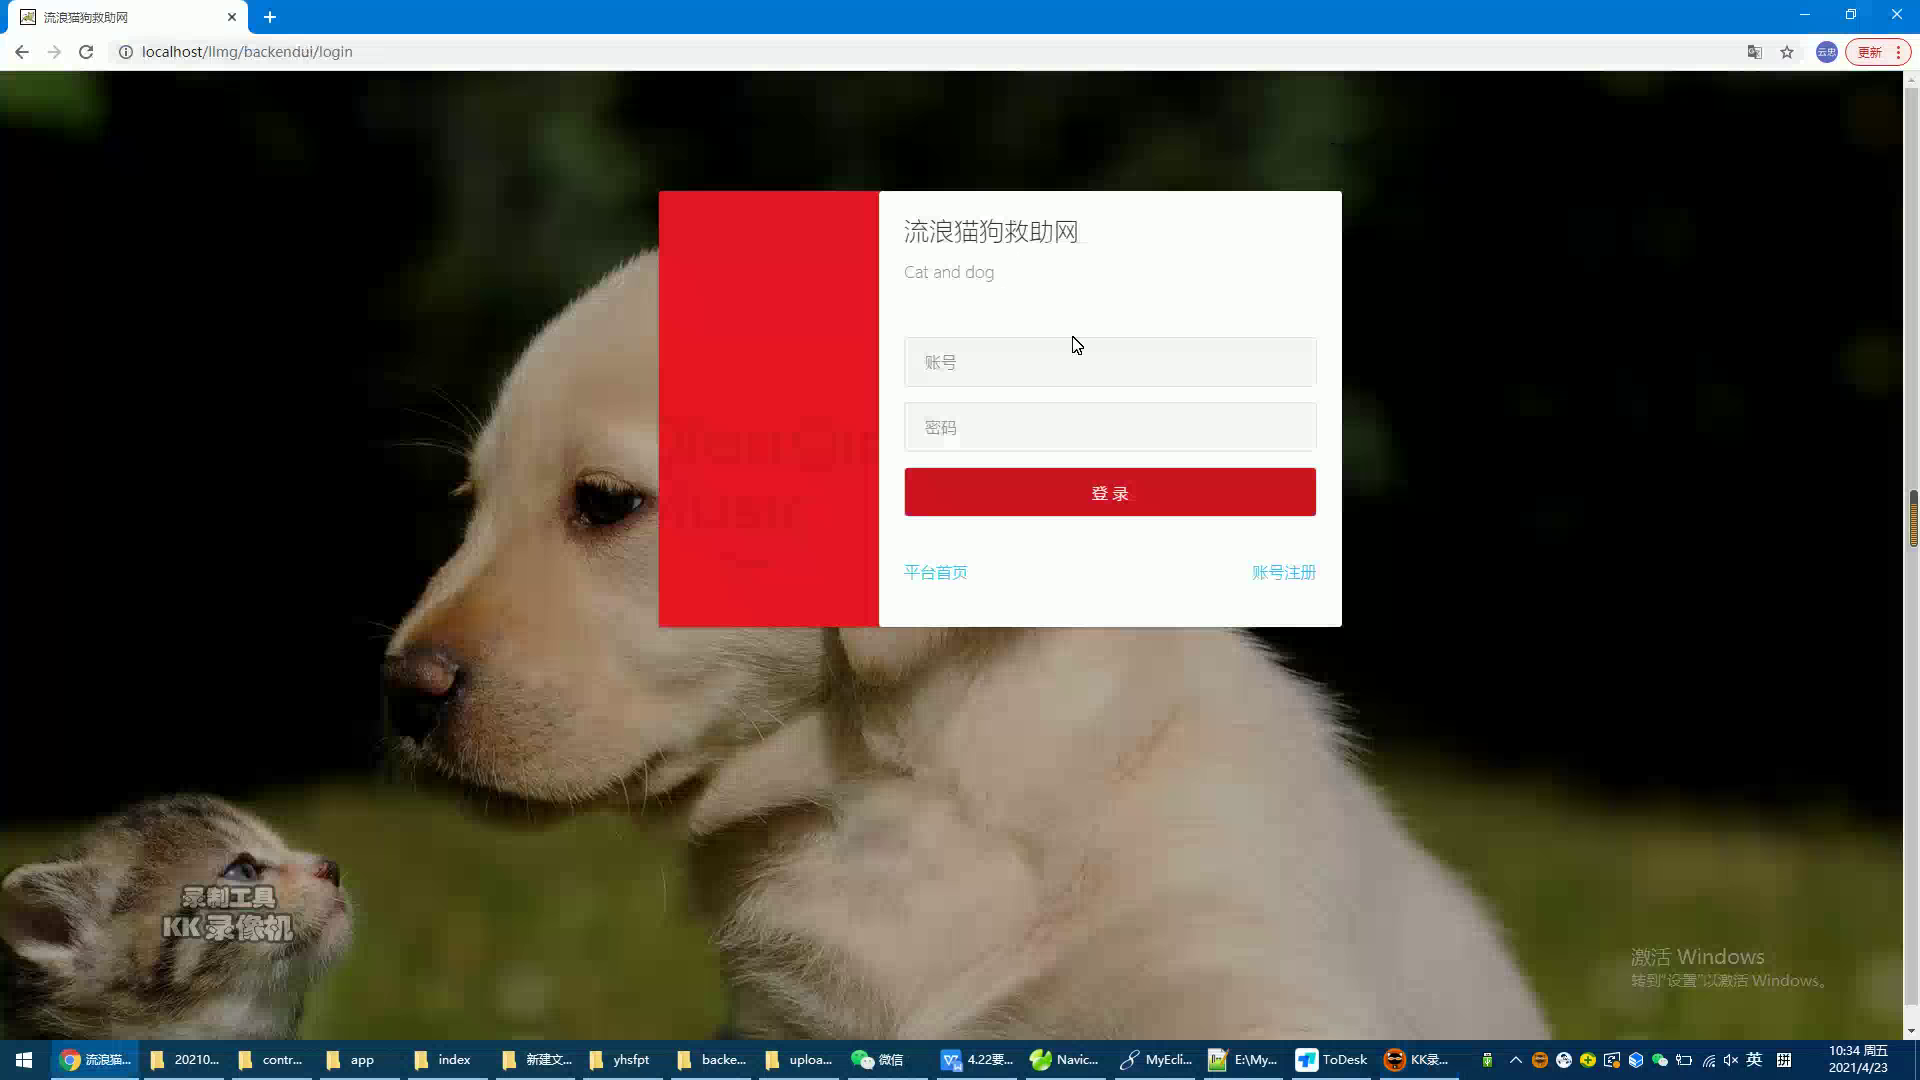 流浪猫狗救助网
localhost/llmg/backendui/login
云忠
更新
流浪猫狗救助网
Cat and dog
账号
密码
登 录
平台首页
账号注册
录制工具
KK 录像机
激活 Windows
转到"设置"以激活 Windows。
流浪猫...
20210...
contr...
app
index
新建文...
yhsfpt
backe...
uploa...
微信
4.22要...
Navic...
MyEcli...
E:\My...
ToDesk
KK录...
英
拼
10:34 周五
2021/4/23